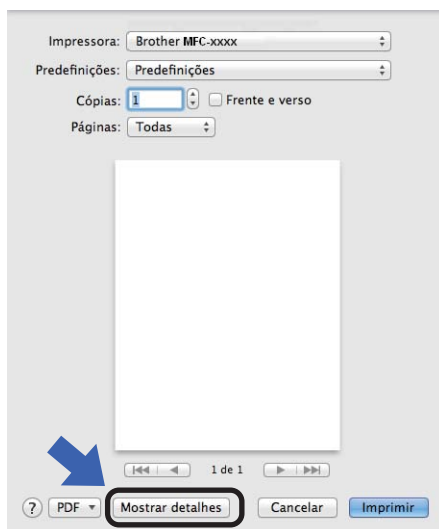 Impressora: Brother MFC-xxxx
Predefinições: Predefinições
Cópias: 1 Frente e verso
Páginas: Todas
1 de 1
? PDF Mostrar detalhes Cancelar Imprimir